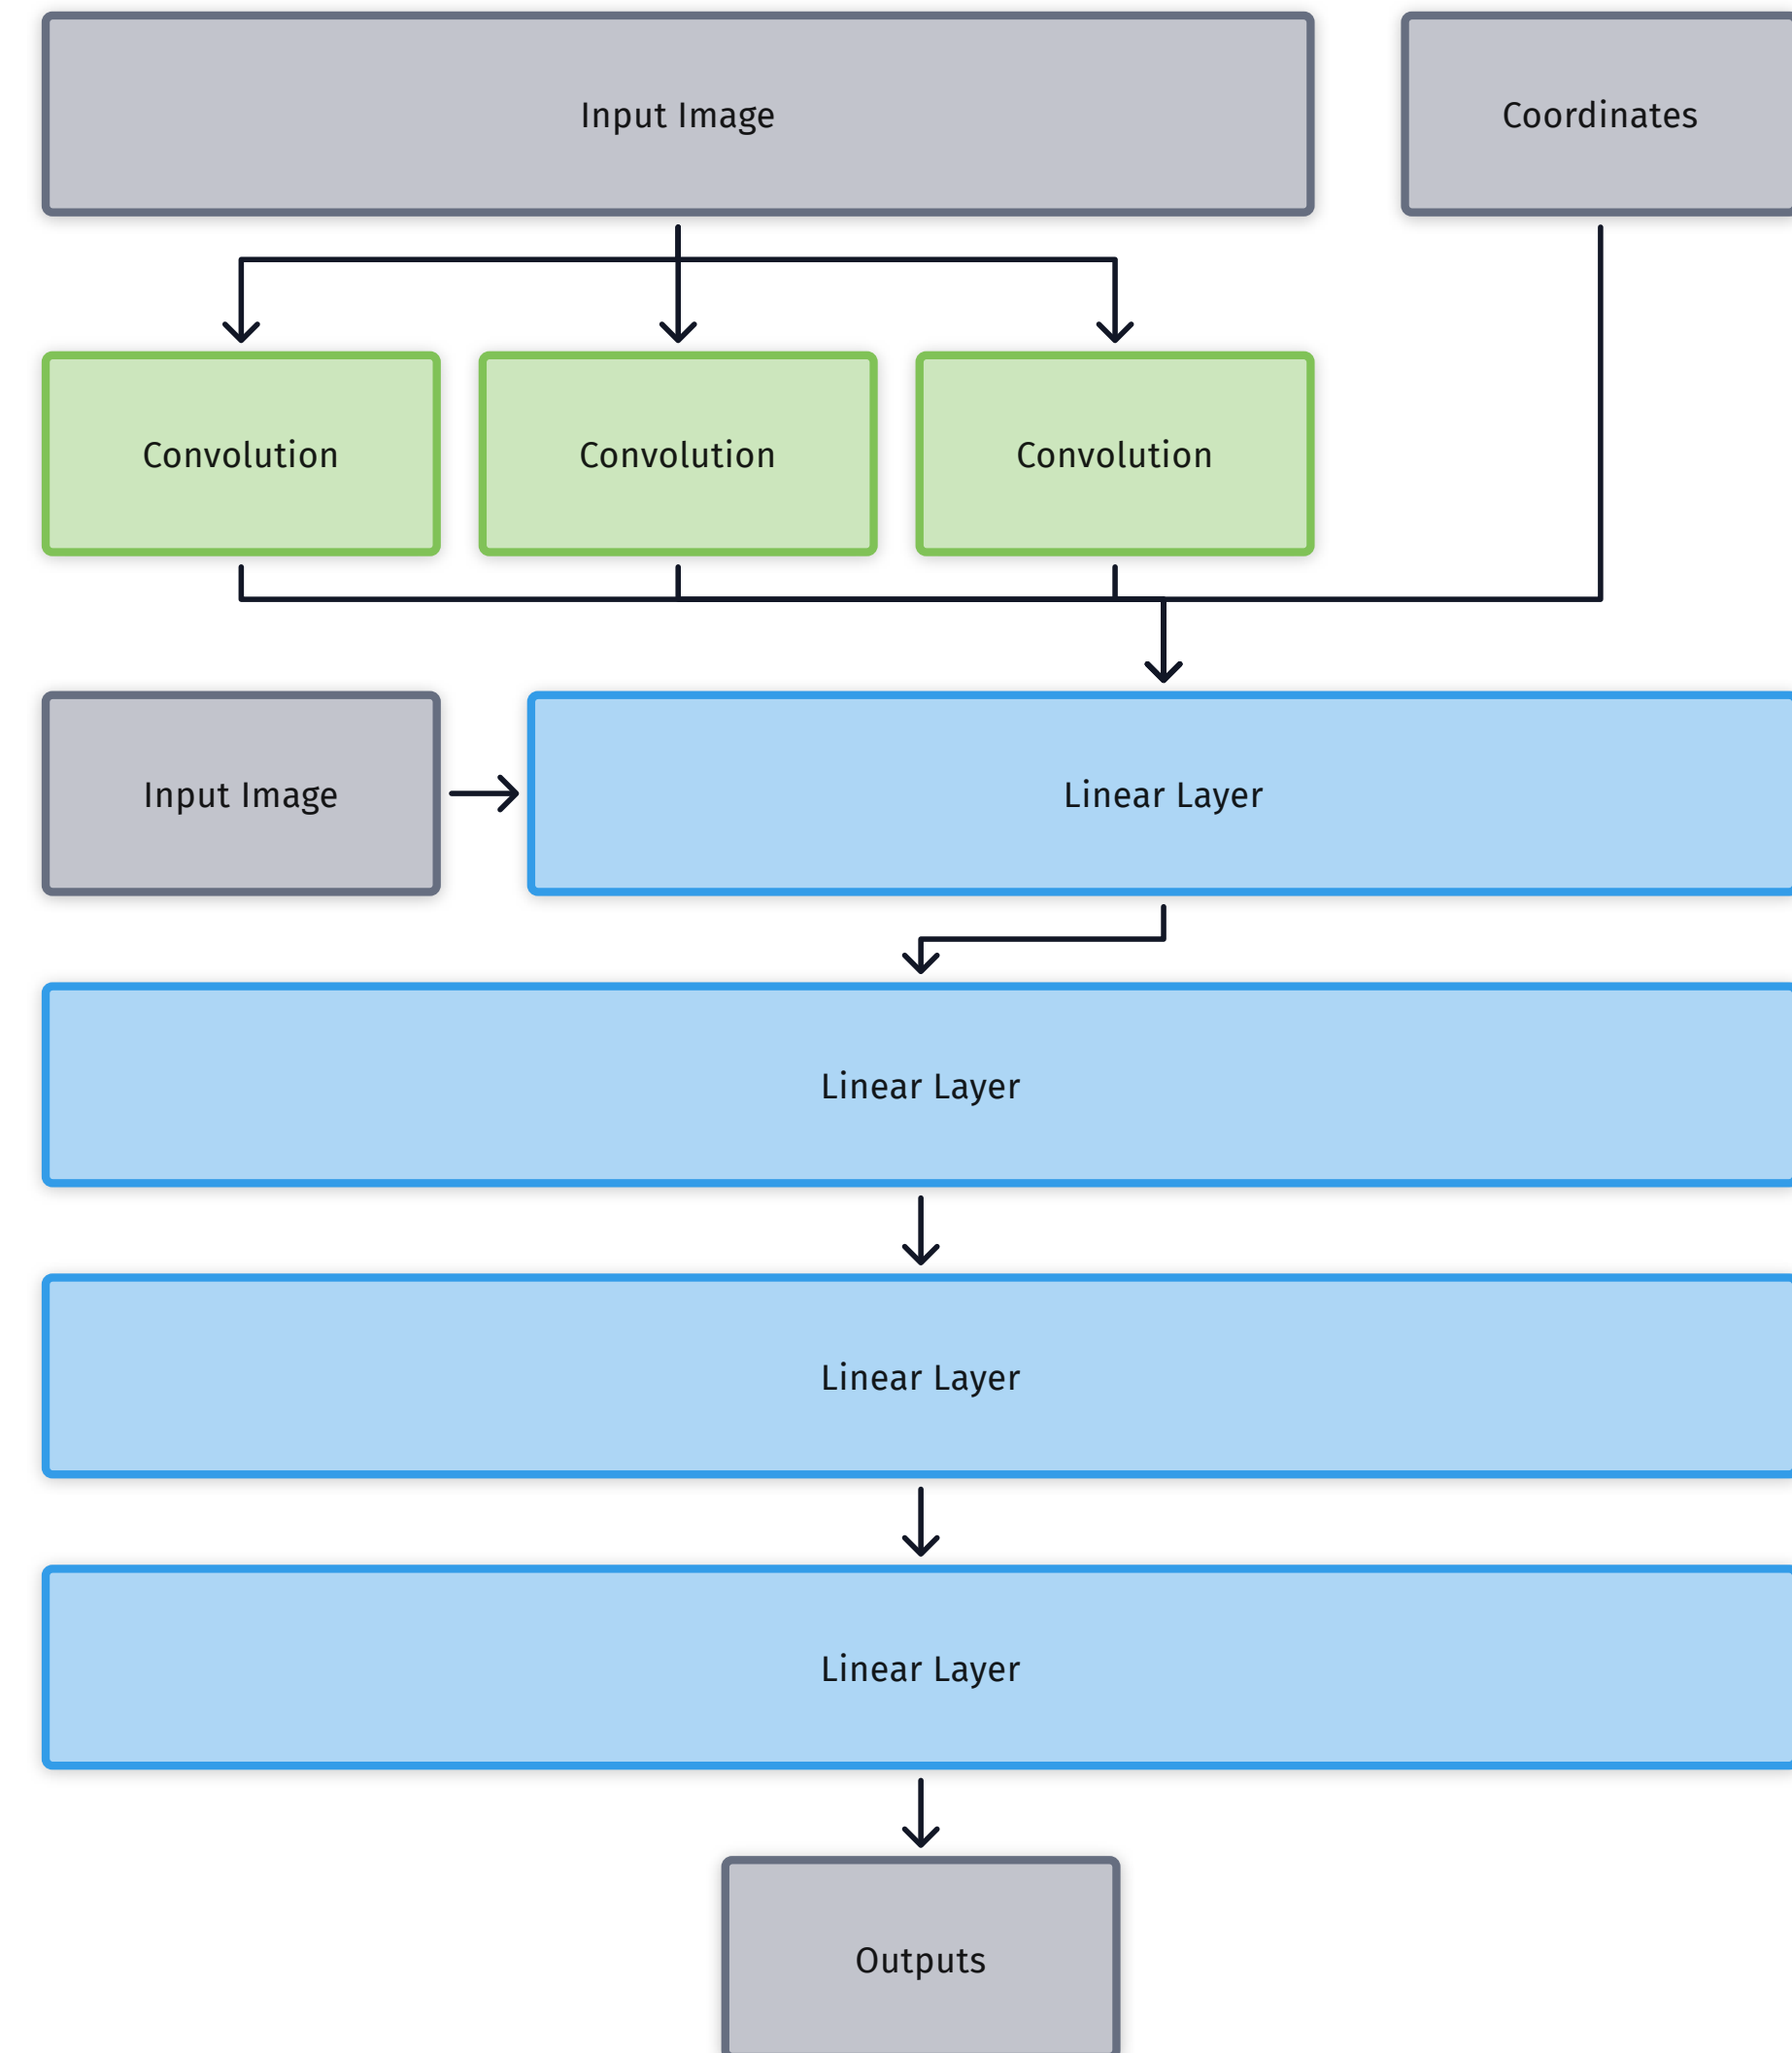 Input Image
Coordinates
Convolution
Convolution
Convolution
Input Image
Linear Layer
Linear Layer
Linear Layer
Linear Layer
Outputs